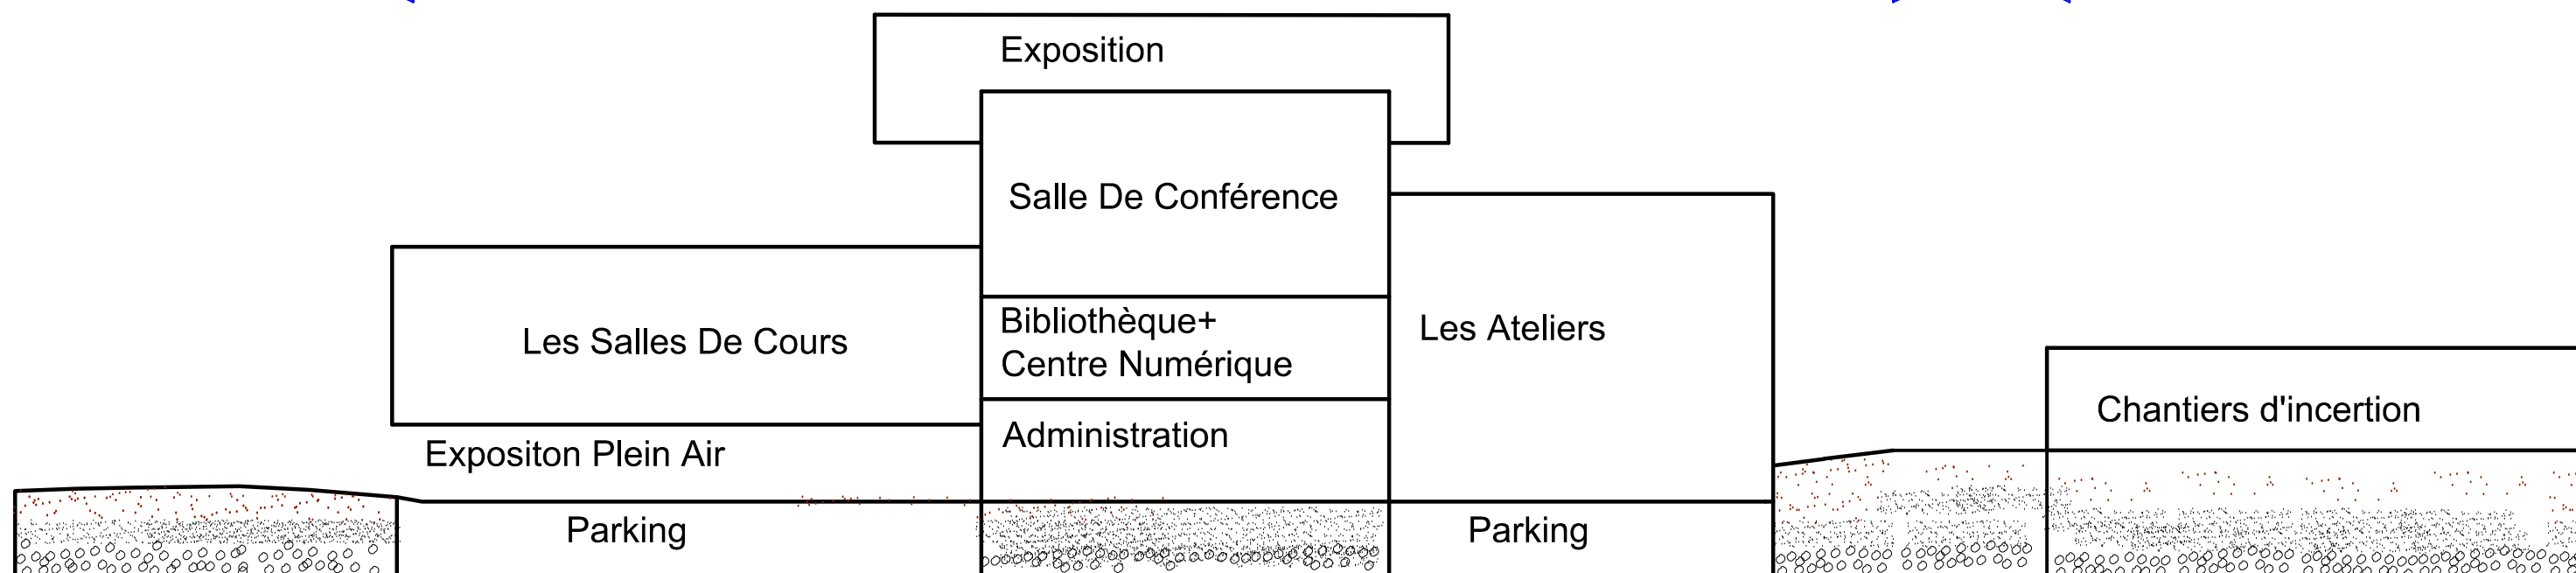 Exposition
Salle De Conférence
Bibliothèque+
Centre Numérique
Les Salles De Cours
Les Ateliers
Chantiers d'incertion
Administration
Expositon Plein Air
Parking
Parking